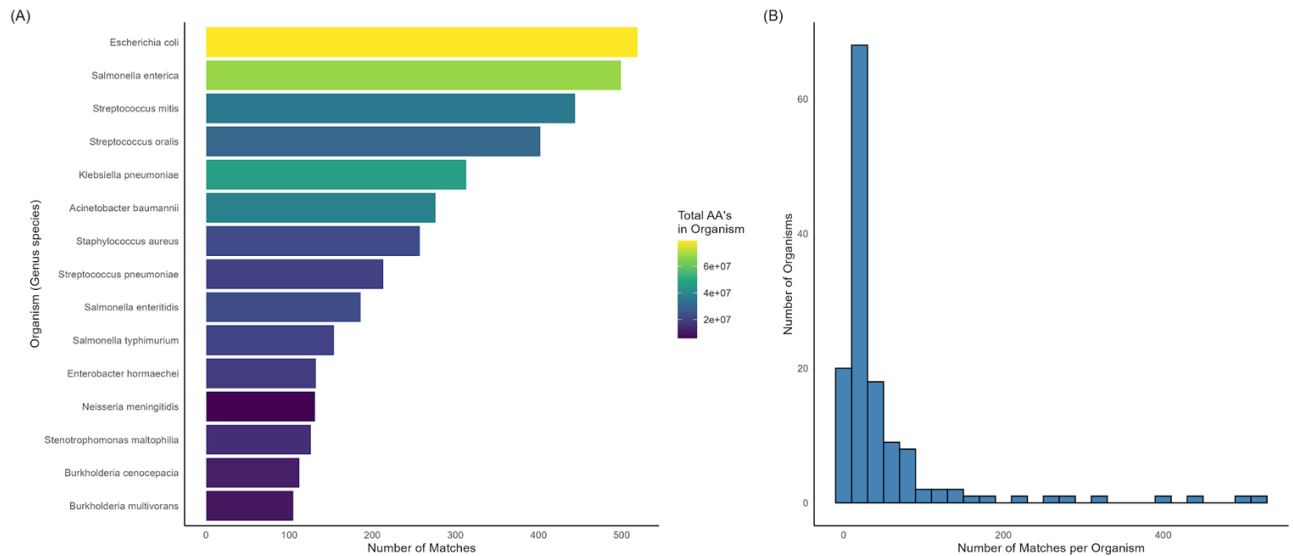 (A)
Organism (Genus species)
Escherichia coli
Salmonella enterica
Streptococcus mitis
Streptococcus oralis
Klebsiella pneumoniae
Acinetobacter baumannii
Staphylococcus aureus
Streptococcus pneumoniae
Salmonella enteritidis
Salmonella typhimurium
Enterobacter hormaechei
Neisseria meningitidis
Stenotrophomonas maltophilia
Burkholderia cenocepacia
Burkholderia multivorans
0 100 200 300 400 500
Number of Matches
Total AA's
in Organism
6e+07
4e+07
2e+07
(B)
Number of Organisms
60
40
20
0
0 200 400
Number of Matches per Organism